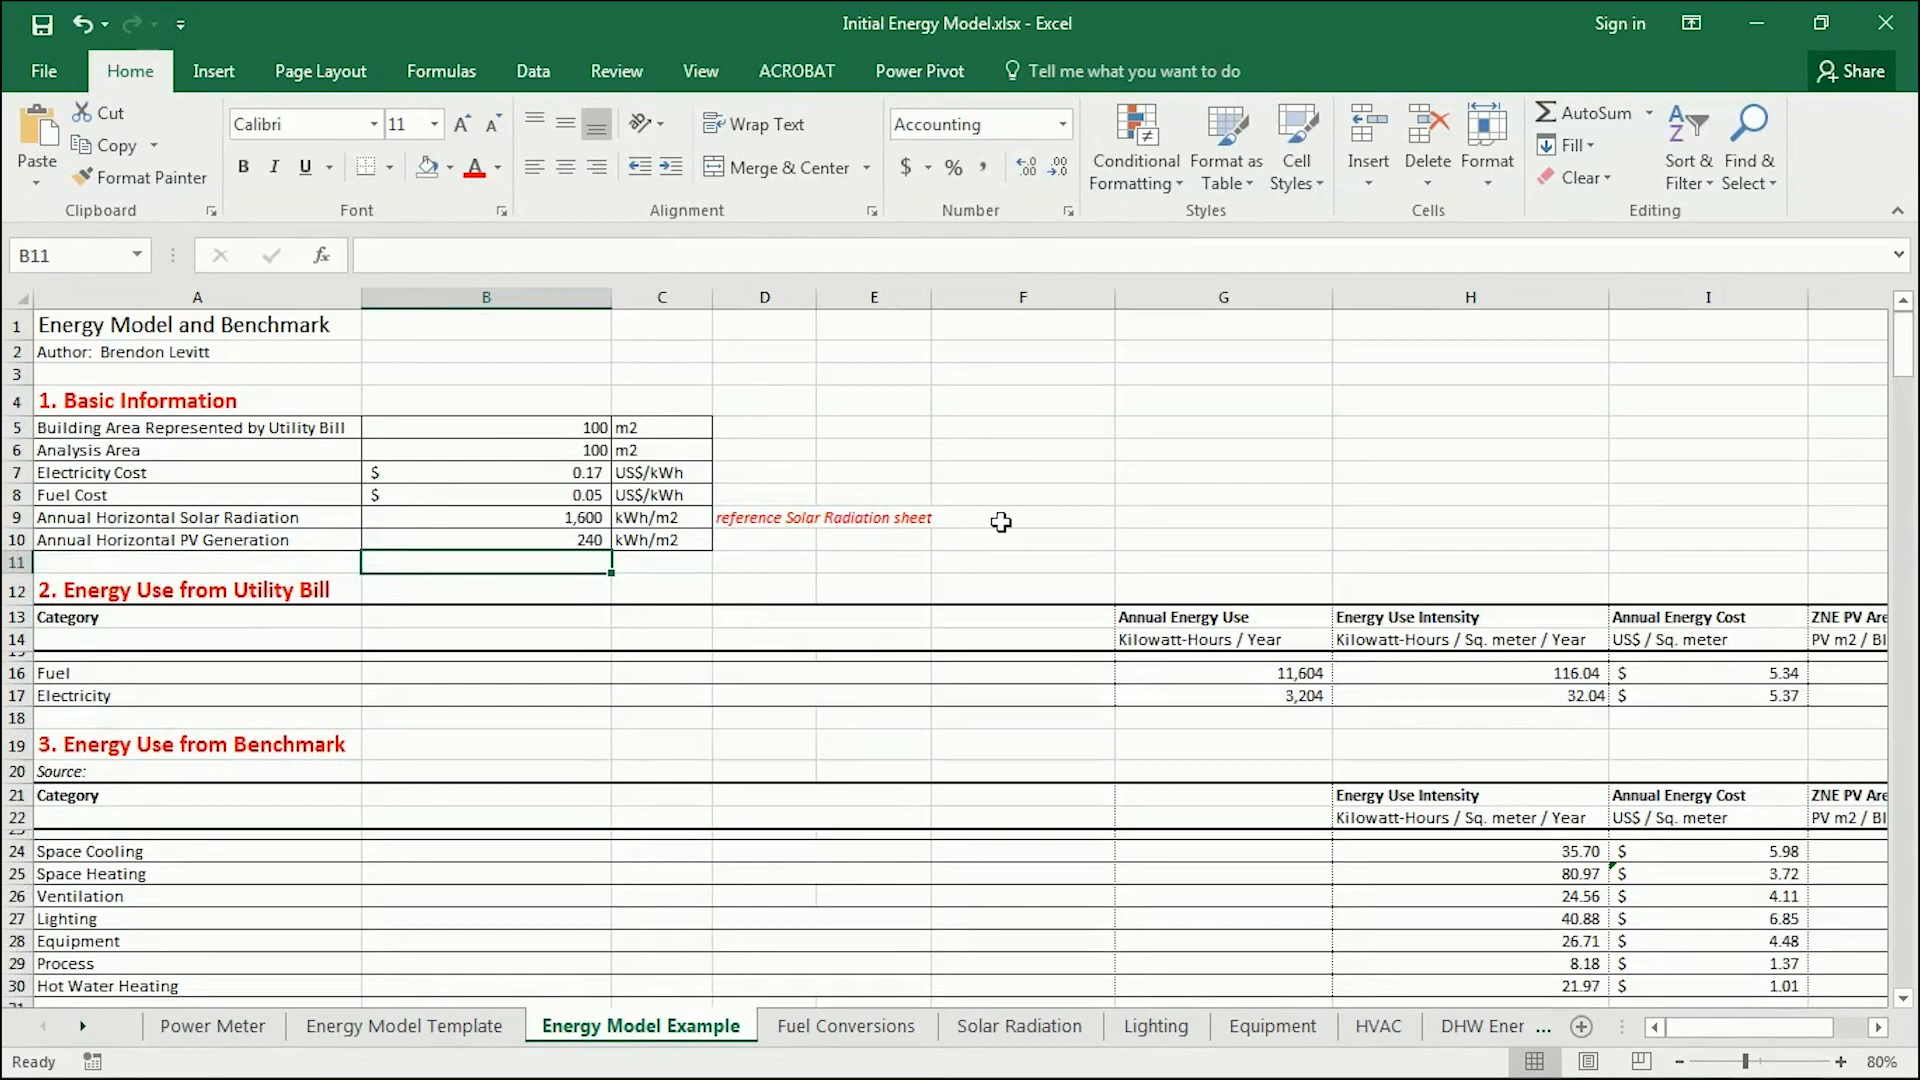 Initial Energy Model.xlsx - Excel
Sign in
File Home Insert Page Layout Formulas Data Review View ACROBAT Power Pivot Tell me what you want to do Share
Paste
Cut
Copy
Format Painter
Clipboard
Calibri 11
B I U A
Font
Wrap Text
Merge & Center
Alignment
Accounting
$ % ,
Number
Conditional Formatting
Format as Table
Cell Styles
Styles
Insert Delete Format
Cells
AutoSum
Fill
Clear
Sort & Filter
Find & Select
Editing
B11 fx
A B C D E F G H I
1 Energy Model and Benchmark
2 Author: Brendon Levitt
3
4 1. Basic Information
5 Building Area Represented by Utility Bill 100 m2
6 Analysis Area 100 m2
7 Electricity Cost $ 0.17 US$/kWh
8 Fuel Cost $ 0.05 US$/kWh
9 Annual Horizontal Solar Radiation 1,600 kWh/m2 reference Solar Radiation sheet
10 Annual Horizontal PV Generation 240 kWh/m2
11
12 2. Energy Use from Utility Bill
13 Category Annual Energy Use Energy Use Intensity Annual Energy Cost ZNE PV Are
14 Kilowatt-Hours / Year Kilowatt-Hours / Sq. meter / Year US$ / Sq. meter PV m2 / Bl
16 Fuel 11,604 116.04 $ 5.34
17 Electricity 3,204 32.04 $ 5.37
18
19 3. Energy Use from Benchmark
20 Source:
21 Category Energy Use Intensity Annual Energy Cost ZNE PV Are
22 Kilowatt-Hours / Sq. meter / Year US$ / Sq. meter PV m2 / Bl
24 Space Cooling 35.70 $ 5.98
25 Space Heating 80.97 $ 3.72
26 Ventilation 24.56 $ 4.11
27 Lighting 40.88 $ 6.85
28 Equipment 26.71 $ 4.48
29 Process 8.18 $ 1.37
30 Hot Water Heating 21.97 $ 1.01
Power Meter Energy Model Template Energy Model Example Fuel Conversions Solar Radiation Lighting Equipment HVAC DHW Ener ...
Ready 80%